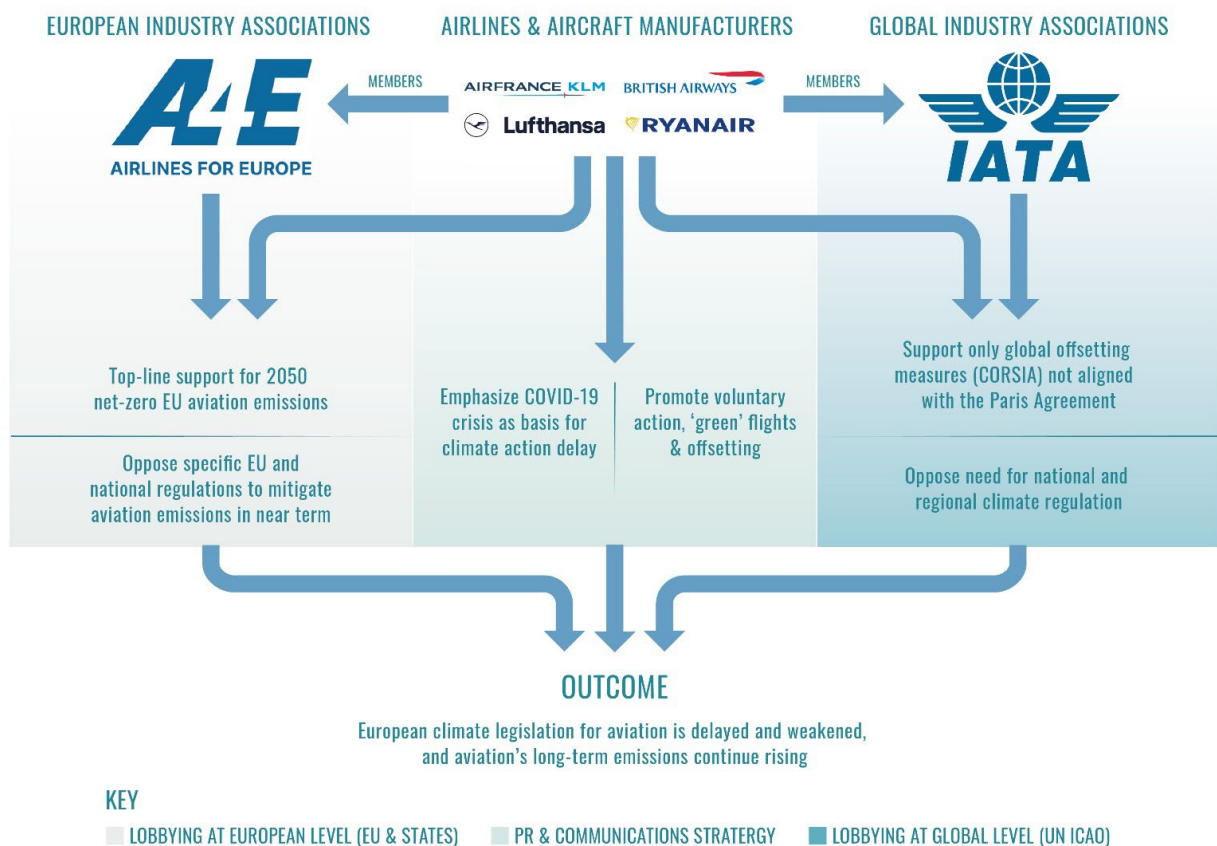 EUROPEAN INDUSTRY ASSOCIATIONS
AIRLINES & AIRCRAFT MANUFACTURERS
GLOBAL INDUSTRY ASSOCIATIONS
A4E
AIRLINES FOR EUROPE
MEMBERS
AIRFRANCE KLM
BRITISH AIRWAYS
Lufthansa
RYANAIR
MEMBERS
IATA
Top-line support for 2050
net-zero EU aviation emissions
Oppose specific EU and
national regulations to mitigate
aviation emissions in near term
Emphasize COVID-19
crisis as basis for
climate action delay
Promote voluntary
action, ‘green’ flights
& offsetting
Support only global offsetting
measures (CORSIA) not aligned
with the Paris Agreement
Oppose need for national and
regional climate regulation
OUTCOME
European climate legislation for aviation is delayed and weakened,
and aviation’s long-term emissions continue rising
KEY
LOBBYING AT EUROPEAN LEVEL (EU & STATES)
PR & COMMUNICATIONS STRATERGY
LOBBYING AT GLOBAL LEVEL (UN ICAO)